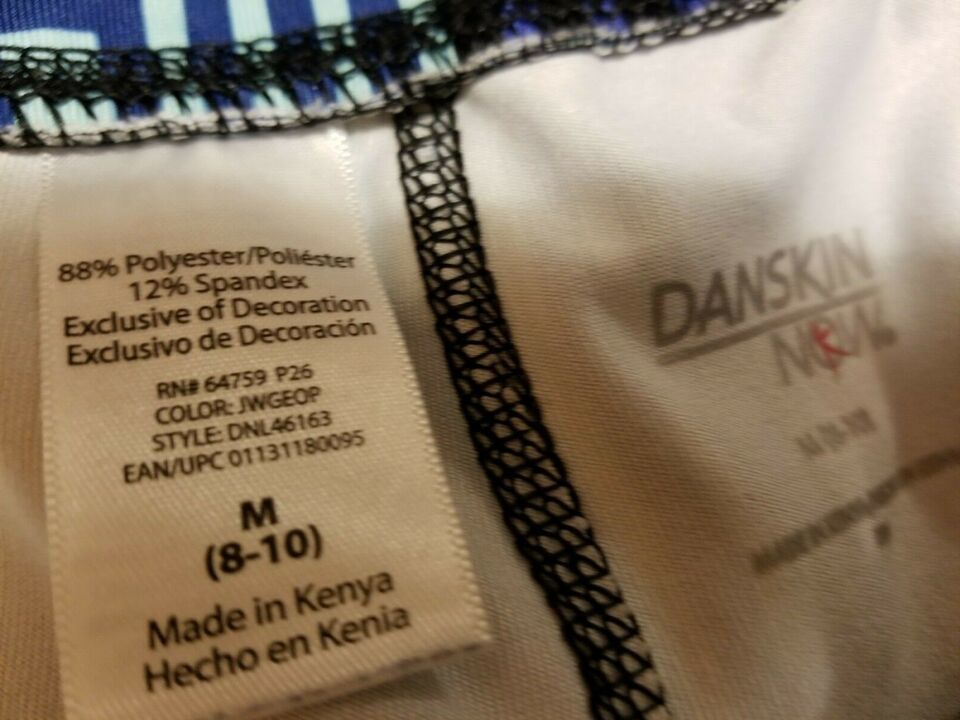 88% Polyester/Poliéster
12% Spandex
Exclusive of Decoration
Exclusivo de Decoración
RN# 64759 P26
COLOR: JWGEOP
STYLE: DNL46163
EAN/UPC 01131180095
M
(8-10)
Made in Kenya
Hecho en Kenia
DANSKIN
NOW.